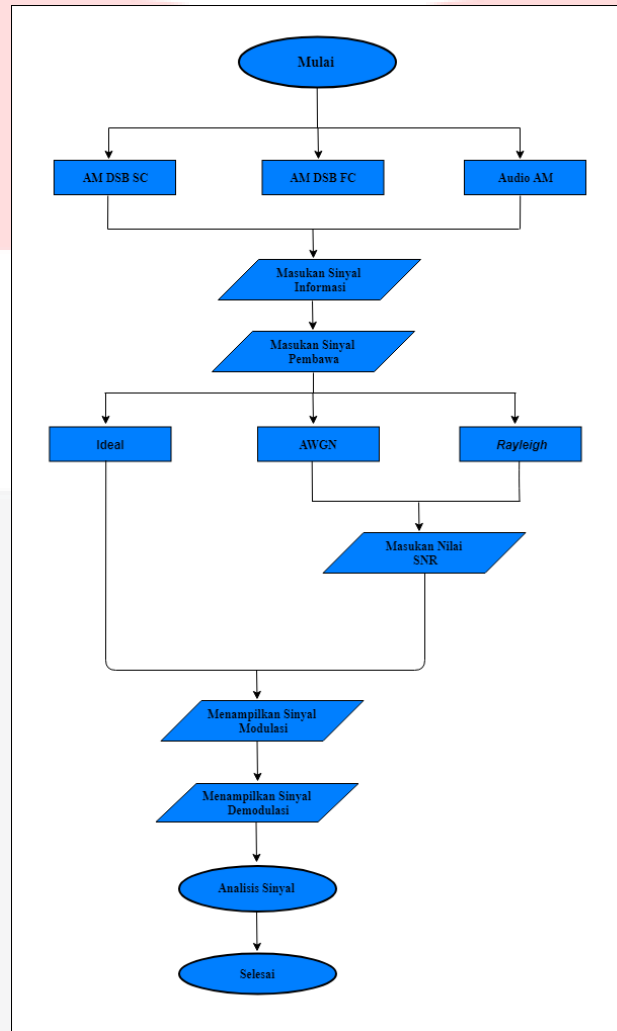 Mulai
AM DSB SC
AM DSB FC
Audio AM
Masukan Sinyal
Informasi
Masukan Sinyal
Pembawa
Ideal
AWGN
Rayleigh
Masukan Nilai
SNR
Menampilkan Sinyal
Modulasi
Menampilkan Sinyal
Demodulasi
Analisis Sinyal
Selesai